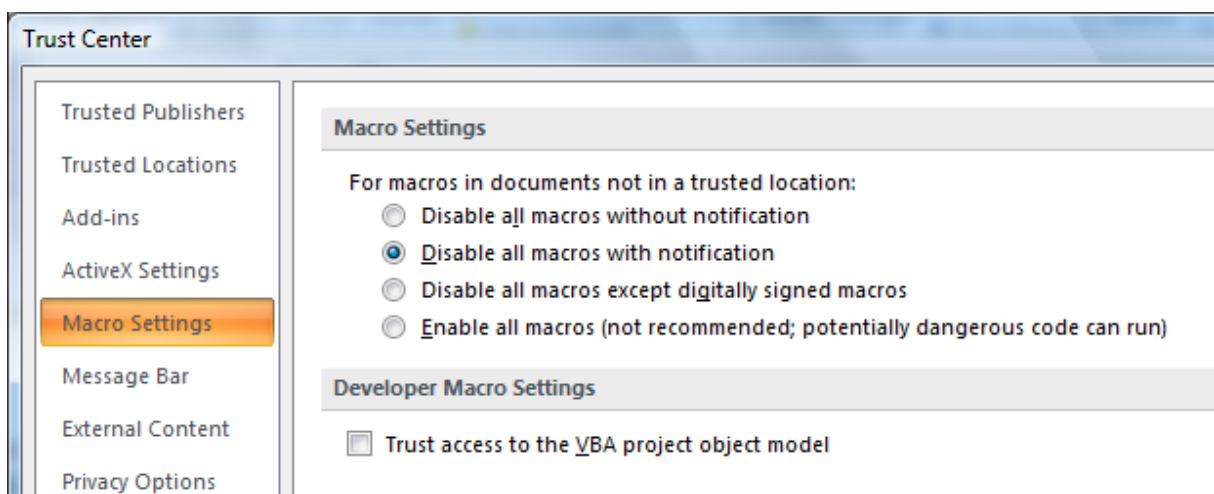 Trust Center
Trusted Publishers
Trusted Locations
Add-ins
ActiveX Settings
Macro Settings
Message Bar
External Content
Privacy Options
Macro Settings
For macros in documents not in a trusted location:
Disable all macros without notification
Disable all macros with notification
Disable all macros except digitally signed macros
Enable all macros (not recommended; potentially dangerous code can run)
Developer Macro Settings
Trust access to the VBA project object model